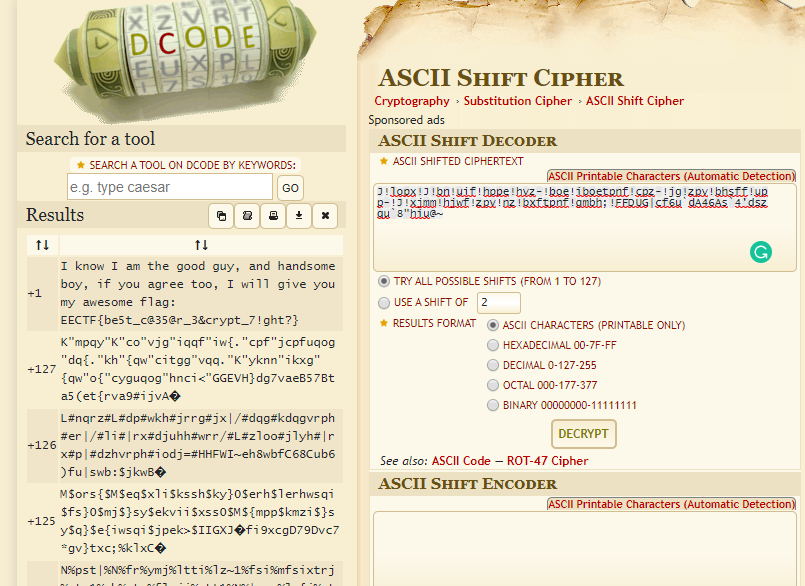 X Z V R T
D C O D E
E U X P L
ASCII Shift Cipher
Cryptography › Substitution Cipher › ASCII Shift Cipher
Sponsored ads
Search for a tool
★ SEARCH A TOOL ON DCODE BY KEYWORDS:
e.g. type caesar
GO
Results
↑↓ ↑↓
+1
I know I am the good guy, and handsome
boy, if you agree too, I will give you
my awesome flag:
EECTF{be5t_c@35@r_3&crypt_7!ght?}
+127
K"mpqy"K"co"vjg"iqqf"iw{."cpf"jcpfuqog
"dq{."kh"{qw"citgg"vqq."K"yknn"ikxg"
{qw"o{"cyguqog"hnci<"GGEVH}dg7vaeB57Bt
a5(et{rva9#ijvA�
+126
L#nqrz#L#dp#wkh#jrrg#jx|/#dqg#kdqgvrph
#er|/#li#|rx#djuhh#wrr/#L#zloo#jlyh#|r
x#p|#dzhvrph#iodj=#HHFWI~eh8wbfC68Cub6
)fu|swb:$jkwB�
+125
M$ors{$M$eq$xli$kssh$ky}0$erh$lerhwsqi
$fs}0$mj${}sy$ekvii$xss0$M${mpp$kmzi$}s
y$q}$e{iwsqi$jpek>$IIGXJ�fi9xcgD79Dvc7
*gv}txc;%klxC�
N%pst|%N%fr%ymj%ltti%lz~1%fsi%mfsixtrj
ASCII Shift Decoder
★ ASCII SHIFTED CIPHERTEXT
ASCII Printable Characters (Automatic Detection)
J!lopx!J!bn!uif!hppe!hvz-!boe!iboetpnf!cpz-!jg!zpv!bhsff!up
p-!J!xjmm!hjwf!zpv!nz!bxftpnf!gmbh;!FFDUG|cf6u`dA46As`4'dsz
qu`8"hiu@~
TRY ALL POSSIBLE SHIFTS (FROM 1 TO 127)
USE A SHIFT OF 2
★ RESULTS FORMAT
ASCII CHARACTERS (PRINTABLE ONLY)
HEXADECIMAL 00-7F-FF
DECIMAL 0-127-255
OCTAL 000-177-377
BINARY 00000000-11111111
DECRYPT
See also: ASCII Code — ROT-47 Cipher
ASCII Shift Encoder
ASCII Printable Characters (Automatic Detection)